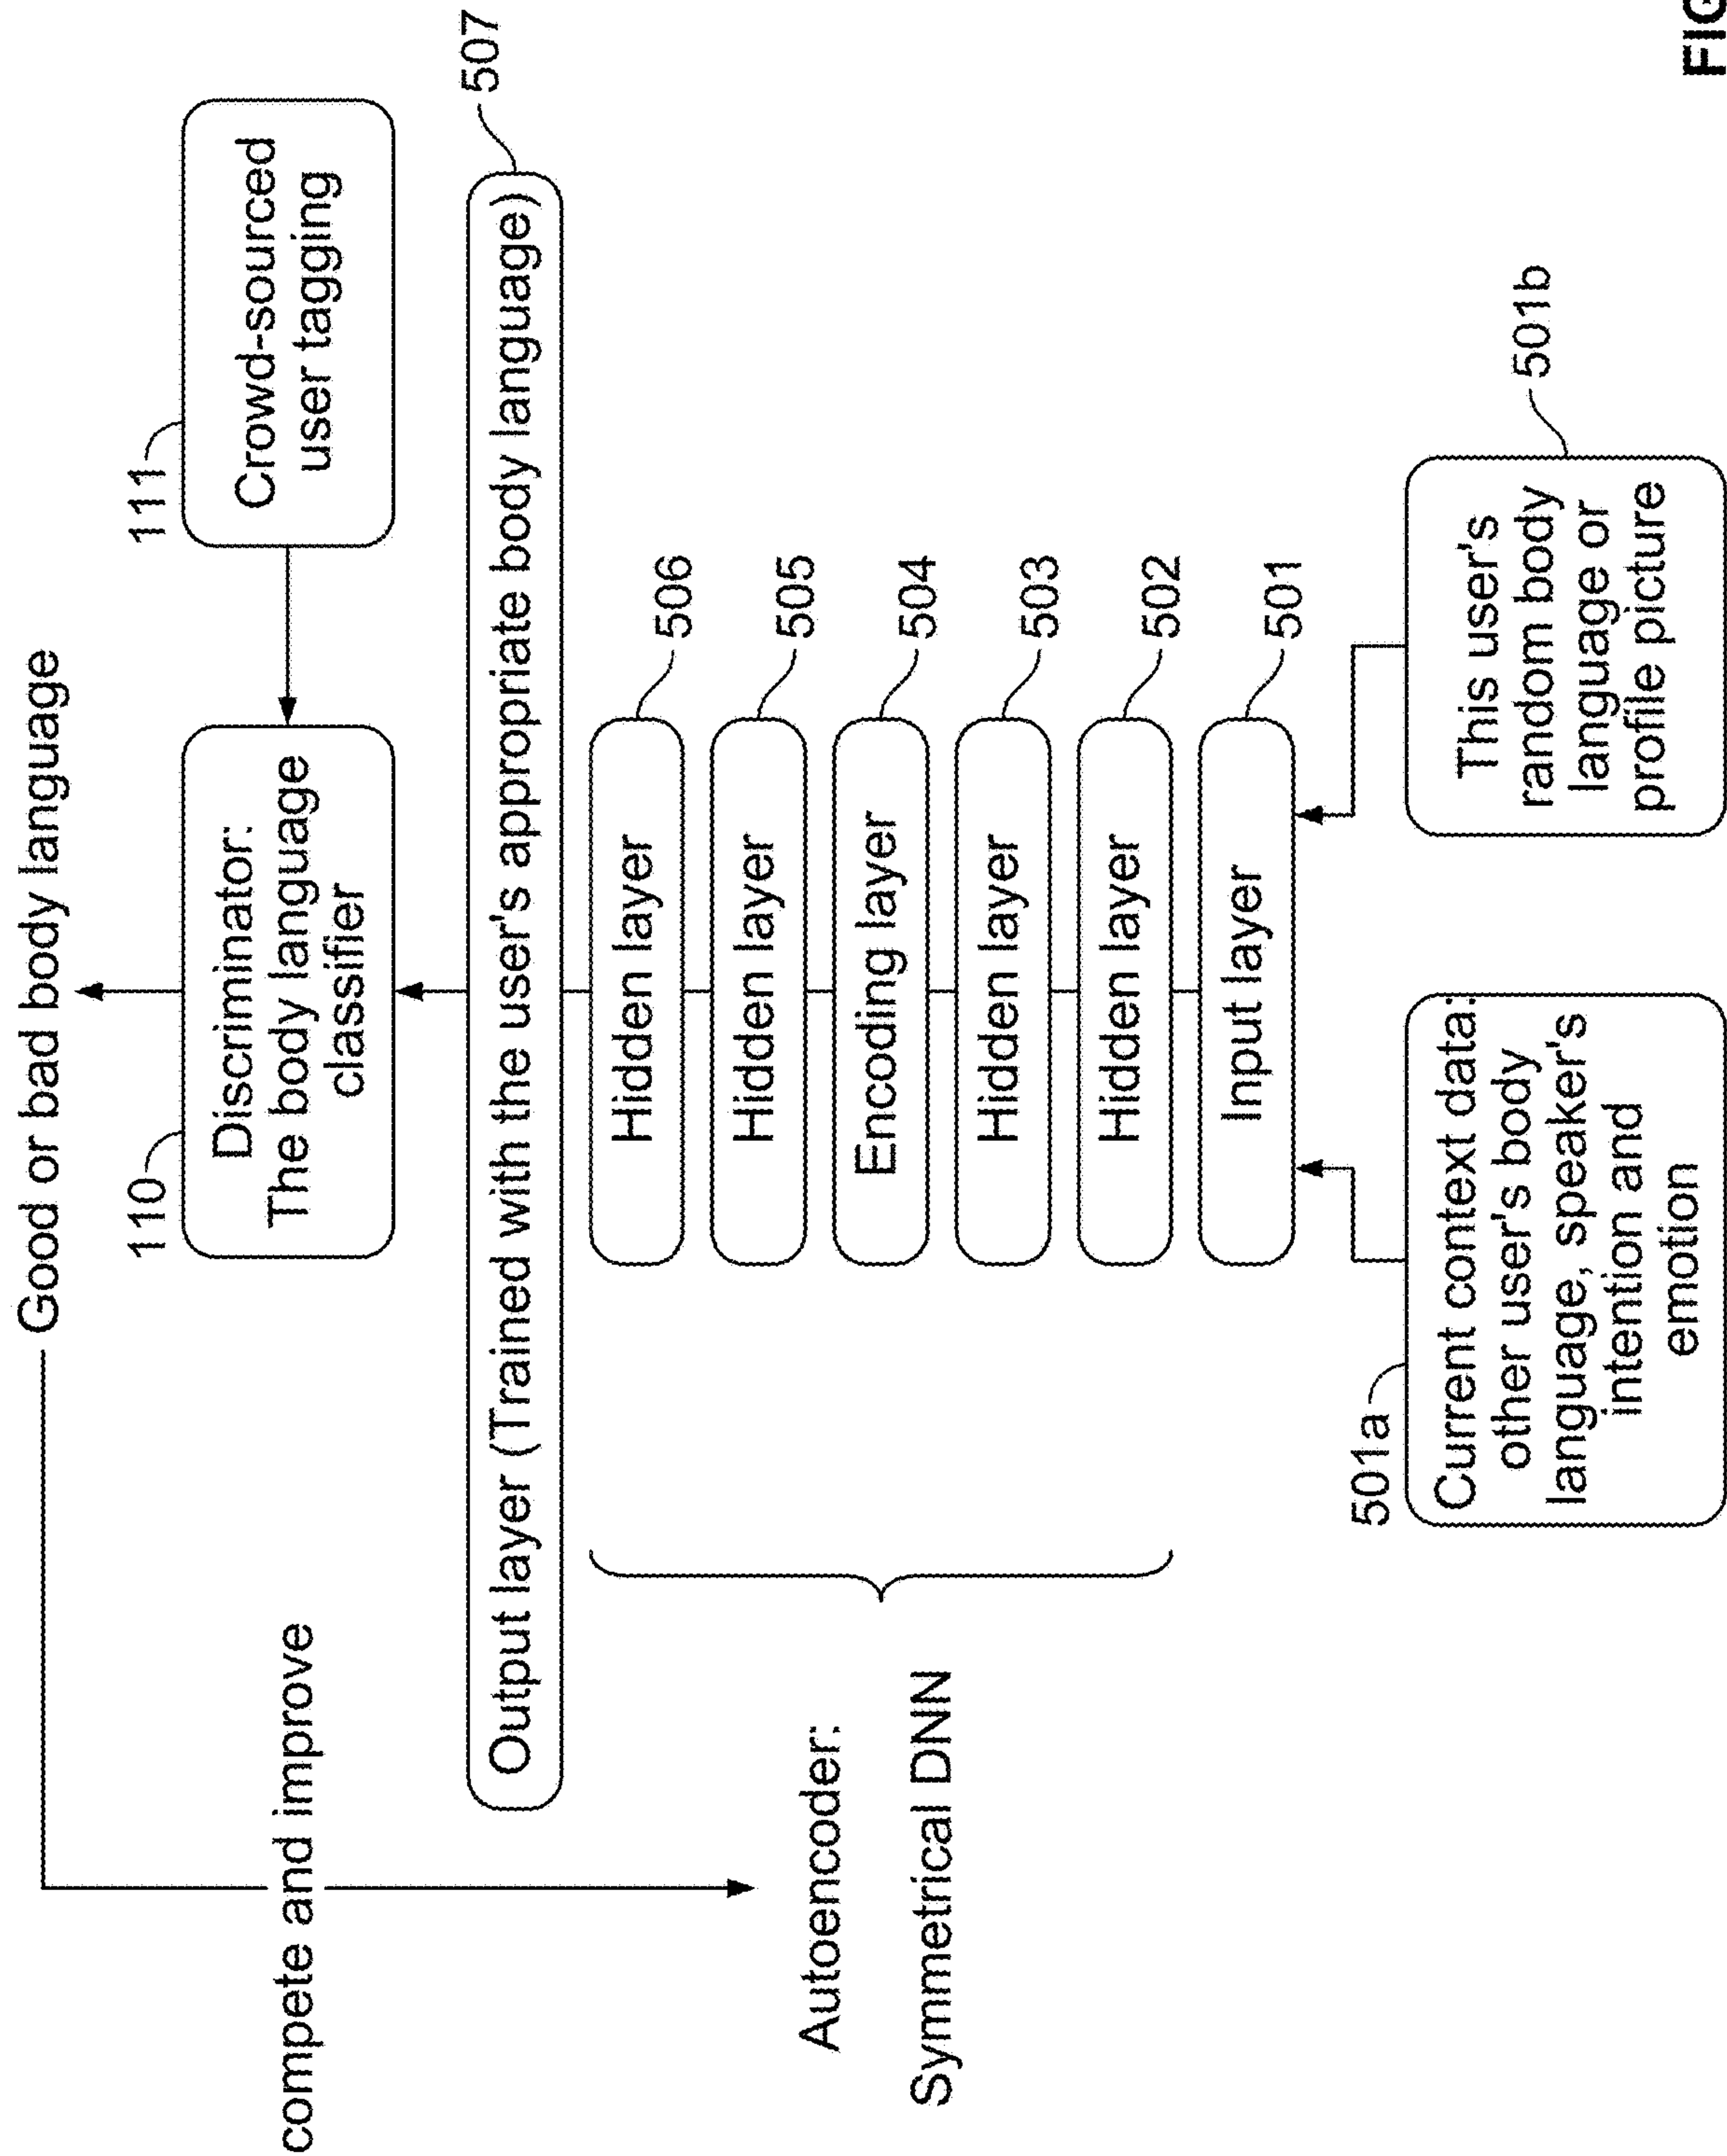 Good or bad body language
compete and improve
110
Discriminator:
The body language
classifier
111
Crowd-sourced
user tagging
507
Output layer (Trained with the user's appropriate body language)
Autoencoder:
Symmetrical DNN
Hidden layer
506
Hidden layer
505
Encoding layer
504
Hidden layer
503
Hidden layer
502
Input layer
501
501a
Current context data:
other user's body
language, speaker's
intention and
emotion
501b
This user's
random body
language or
profile picture
FIG